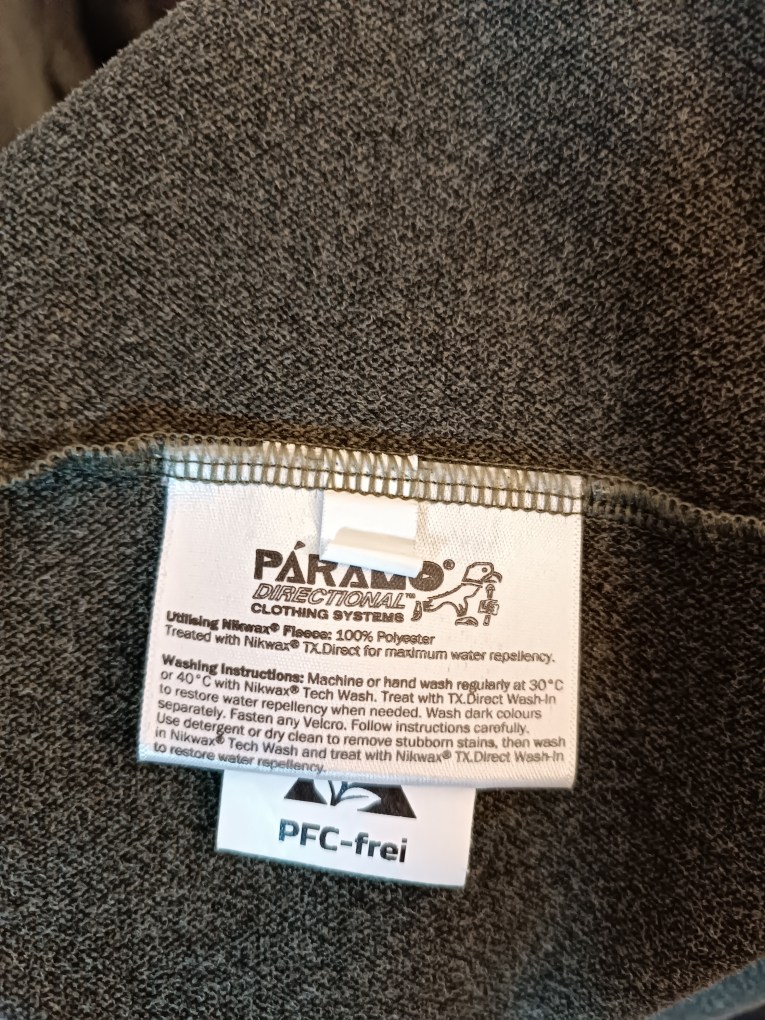 PÁRAMO®
DIRECTIONAL™
CLOTHING SYSTEMS
Utilising Nikwax® Fleece: 100% Polyester
Treated with Nikwax® TX.Direct for maximum water repellency.
Washing Instructions: Machine or hand wash regularly at 30°C
or 40°C with Nikwax® Tech Wash. Treat with TX.Direct Wash-In
to restore water repellency when needed. Wash dark colours
separately. Fasten any Velcro. Follow instructions carefully.
Use detergent or dry clean to remove stubborn stains, then wash
in Nikwax® Tech Wash and treat with Nikwax® TX.Direct Wash-In
to restore water repellency.
PFC-frei